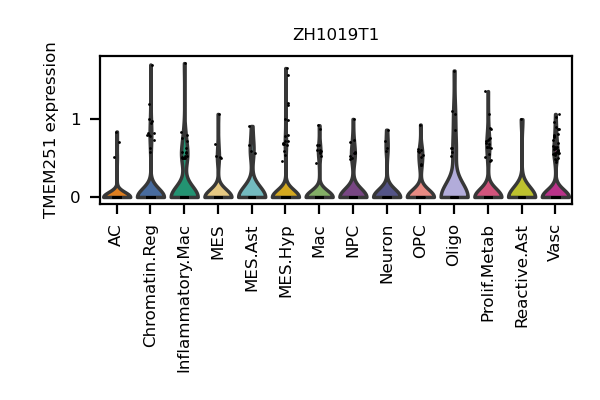 ZH1019T1
TMEM251 expression
1
0
AC
Chromatin.Reg
Inflammatory.Mac
MES
MES.Ast
MES.Hyp
Mac
NPC
Neuron
OPC
Oligo
Prolif.Metab
Reactive.Ast
Vasc